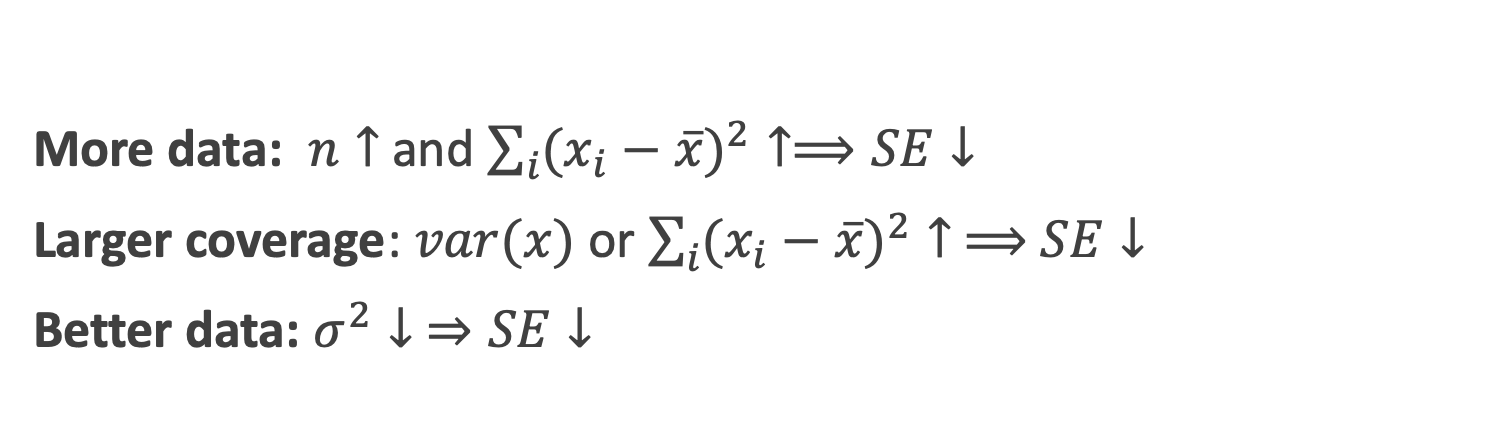 More data: n ↑ and ∑ᵢ(xᵢ − x̄)² ↑⟹ SE ↓
Larger coverage: var(x) or ∑ᵢ(xᵢ − x̄)² ↑⟹ SE ↓
Better data: σ² ↓⇒ SE ↓